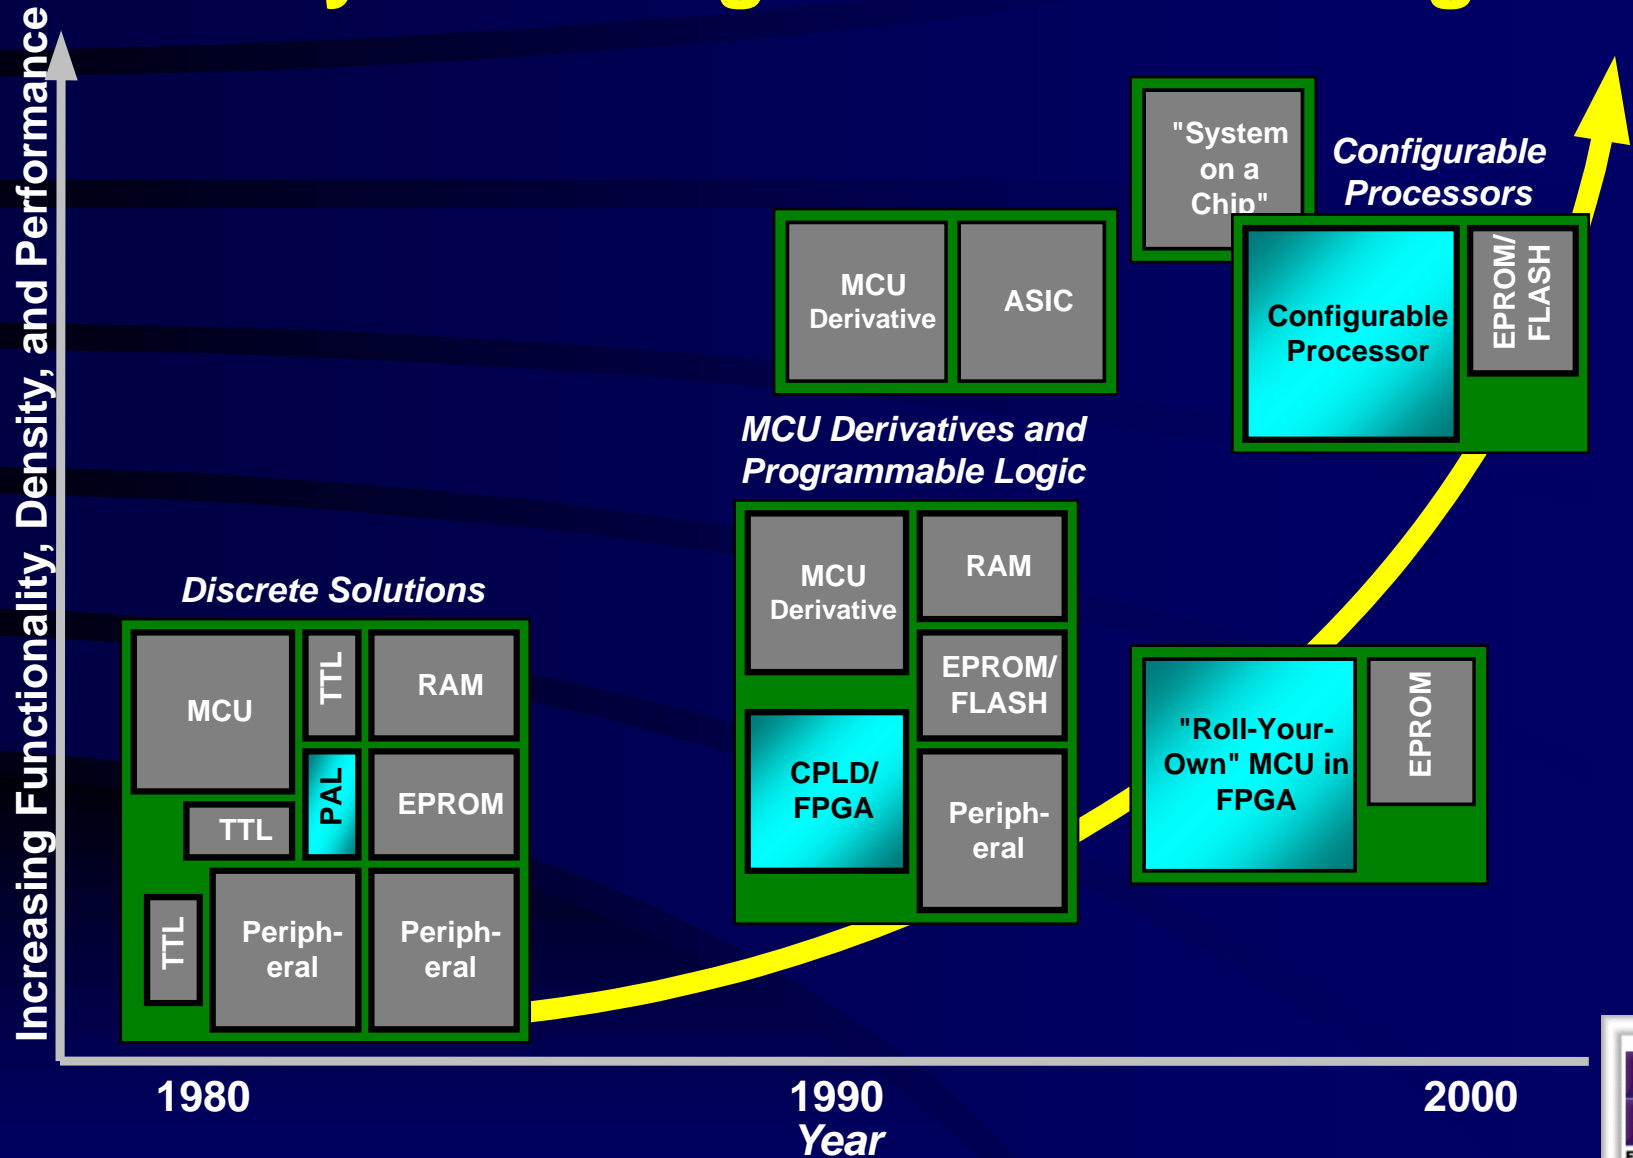 Increasing Functionality, Density, and Performance
"System
on a
Chip"
Configurable
Processors
MCU
Derivative
ASIC
Configurable
Processor
EPROM/
FLASH
MCU Derivatives and
Programmable Logic
MCU
Derivative
RAM
EPROM/
FLASH
CPLD/
FPGA
Periph-
eral
Discrete Solutions
MCU
TTL
RAM
PAL
EPROM
TTL
TTL
Periph-
eral
Periph-
eral
"Roll-Your-
Own" MCU in
FPGA
EPROM
1980
1990
2000
Year